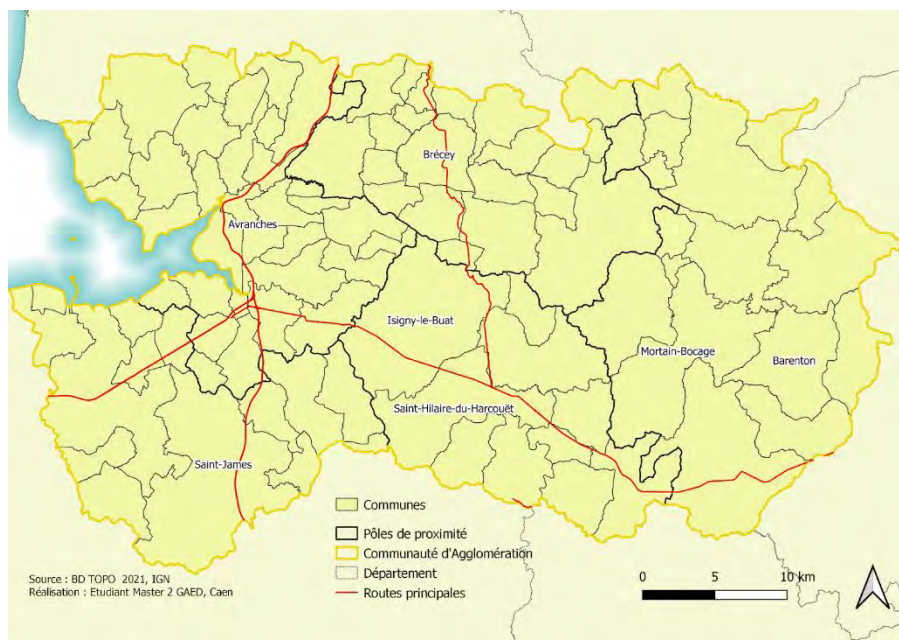 Brécey
Avranches
Isigny-le-Buat
Mortain-Bocage
Barenton
Saint-Hilaire-du-Harcouët
Saint-James
Communes
Pôles de proximité
Communauté d'Agglomération
Département
Routes principales
Source : BD TOPO 2021, IGN
Réalisation : Etudiant Master 2 GAED, Caen
0 5 10 km